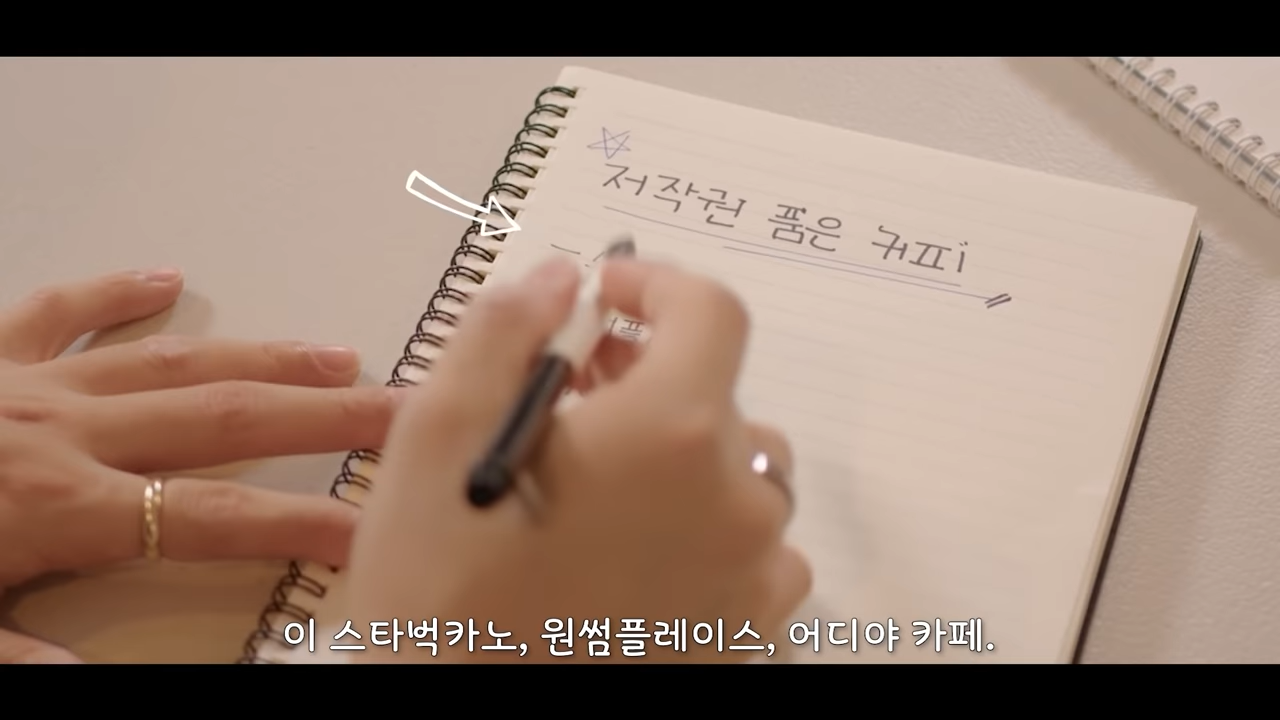 저작권 품은 커피
이 스타벅카노, 원썸플레이스, 어디야 카페.